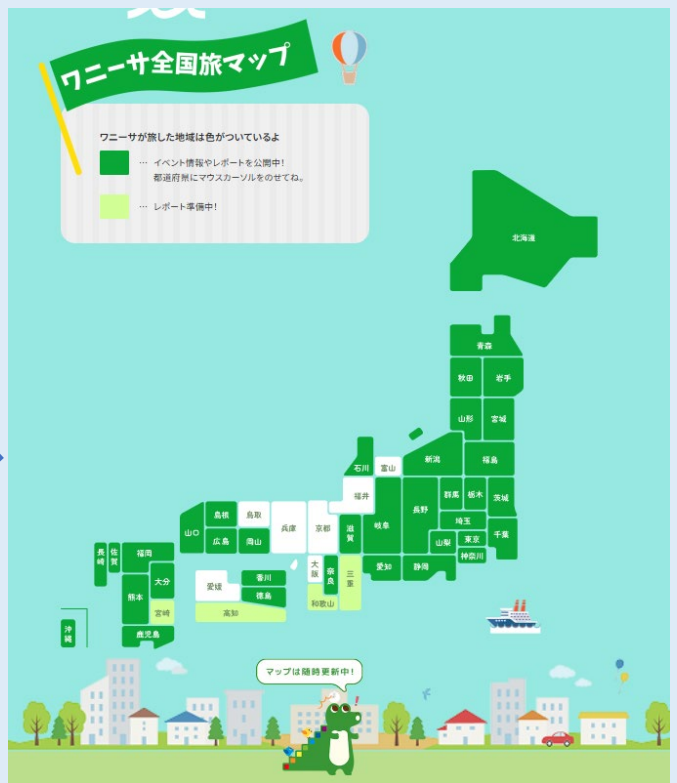 ワニーサ全国旅マップ
ワニーサが旅した地域は色がついているよ
… イベント情報やレポートを公開中!
都道府県にマウスカーソルをのせてね。
… レポート準備中!
北海道
青森
秋田 岩手
山形 宮城
石川 富山 新潟 福島
福井 長野 群馬 栃木 茨城
島根 鳥取 兵庫 京都 滋賀 岐阜 埼玉
山口 広島 岡山 山梨 東京 千葉
長崎 佐賀 福岡 大阪 奈良 三重 愛知 静岡 神奈川
熊本 大分 愛媛 香川 徳島
宮崎 高知 和歌山
沖縄 鹿児島
マップは随時更新中!